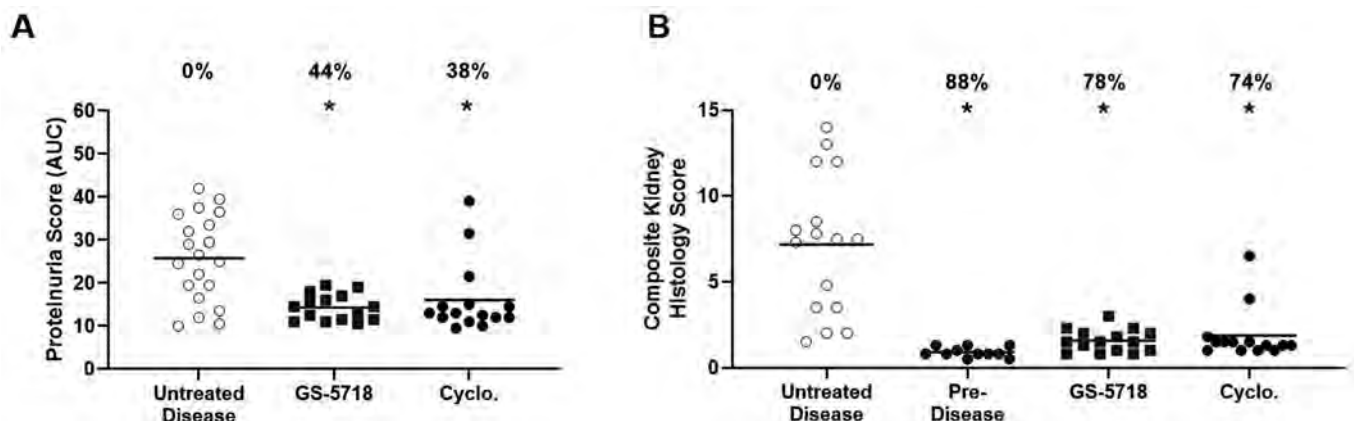 A
0%
44%
38%
*
*
Proteinuria Score (AUC)
60
50
40
30
20
10
0
Untreated
Disease
GS-5718
Cyclo.
B
0%
88%
78%
74%
*
*
*
Composite Kidney
Histology Score
15
10
5
0
Untreated
Disease
Pre-
Disease
GS-5718
Cyclo.